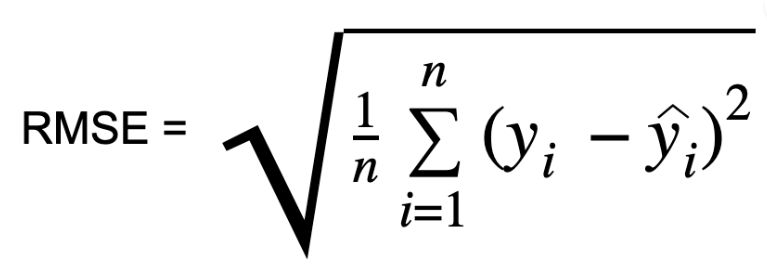 RMSE = √(1/n ∑_{i=1}^{n} (y_i − ŷ_i)²)